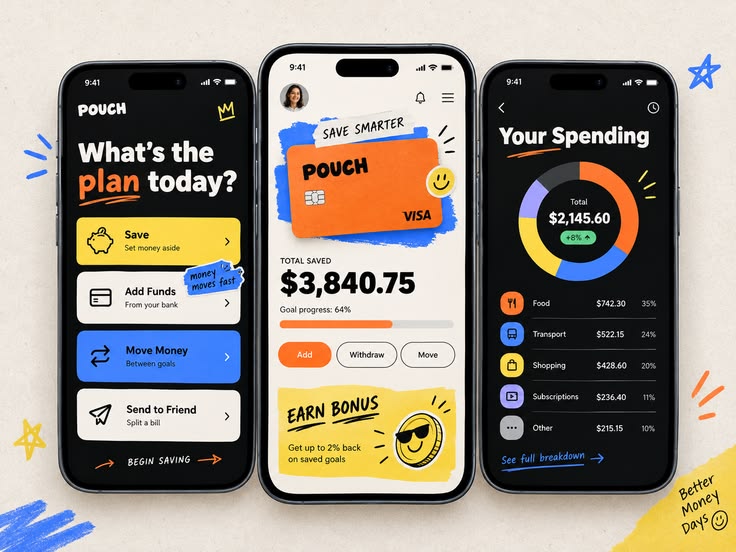 9:41
POUCH
What's the
plan today?
Save
Set money aside
Add Funds
From your bank
money
moves fast
Move Money
Between goals
Send to Friend
Split a bill
BEGIN SAVING
9:41
SAVE SMARTER
POUCH
VISA
TOTAL SAVED
$3,840.75
Goal progress: 64%
Add Withdraw Move
EARN BONUS
Get up to 2% back
on saved goals
9:41
Your Spending
Total
$2,145.60
+8%
Food $742.30 35%
Transport $522.15 24%
Shopping $428.60 20%
Subscriptions $236.40 11%
Other $215.15 10%
See full breakdown
Better
Money
Days